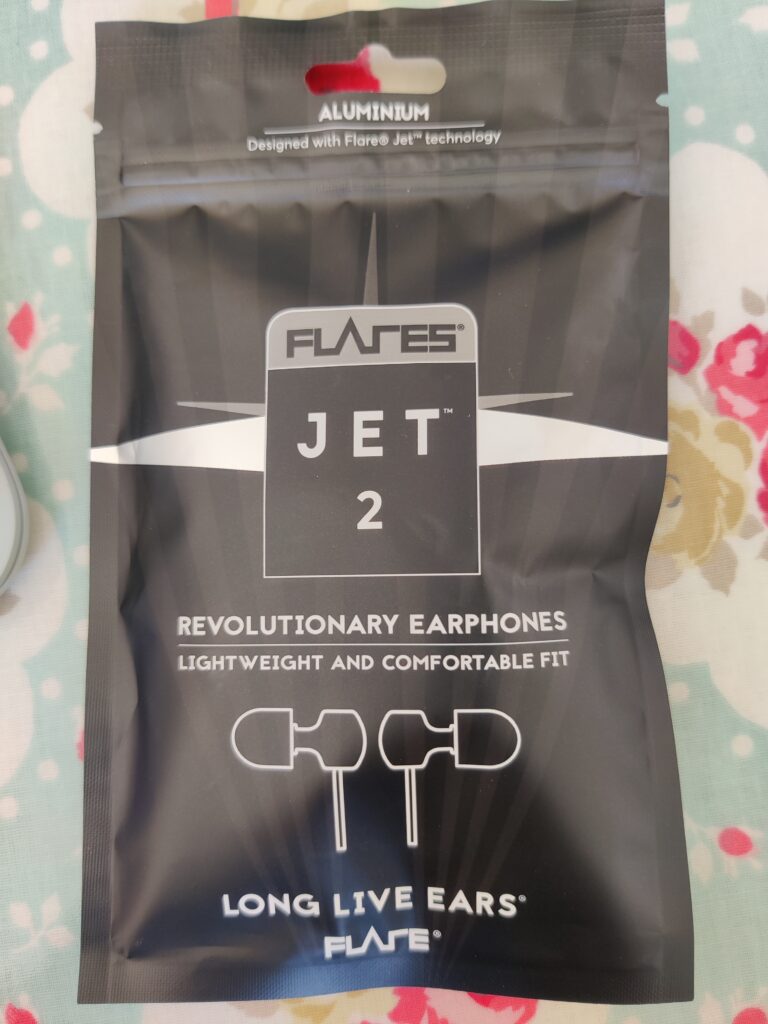 ALUMINIUM
Designed with Flare® Jet™ technology
FLARES®
JET™
2
REVOLUTIONARY EARPHONES
LIGHTWEIGHT AND COMFORTABLE FIT
LONG LIVE EARS®
FLARE®